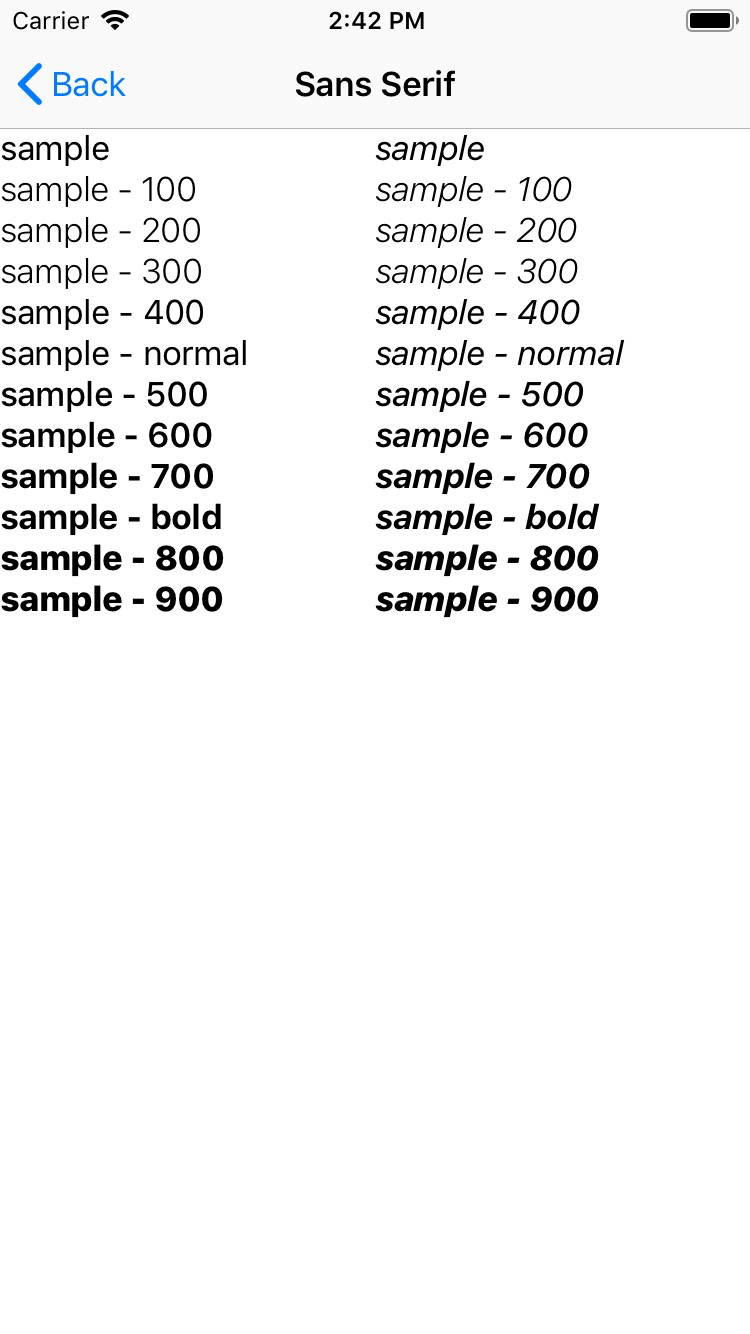 Carrier 2:42 PM
Back Sans Serif
sample sample
sample - 100 sample - 100
sample - 200 sample - 200
sample - 300 sample - 300
sample - 400 sample - 400
sample - normal sample - normal
sample - 500 sample - 500
sample - 600 sample - 600
sample - 700 sample - 700
sample - bold sample - bold
sample - 800 sample - 800
sample - 900 sample - 900